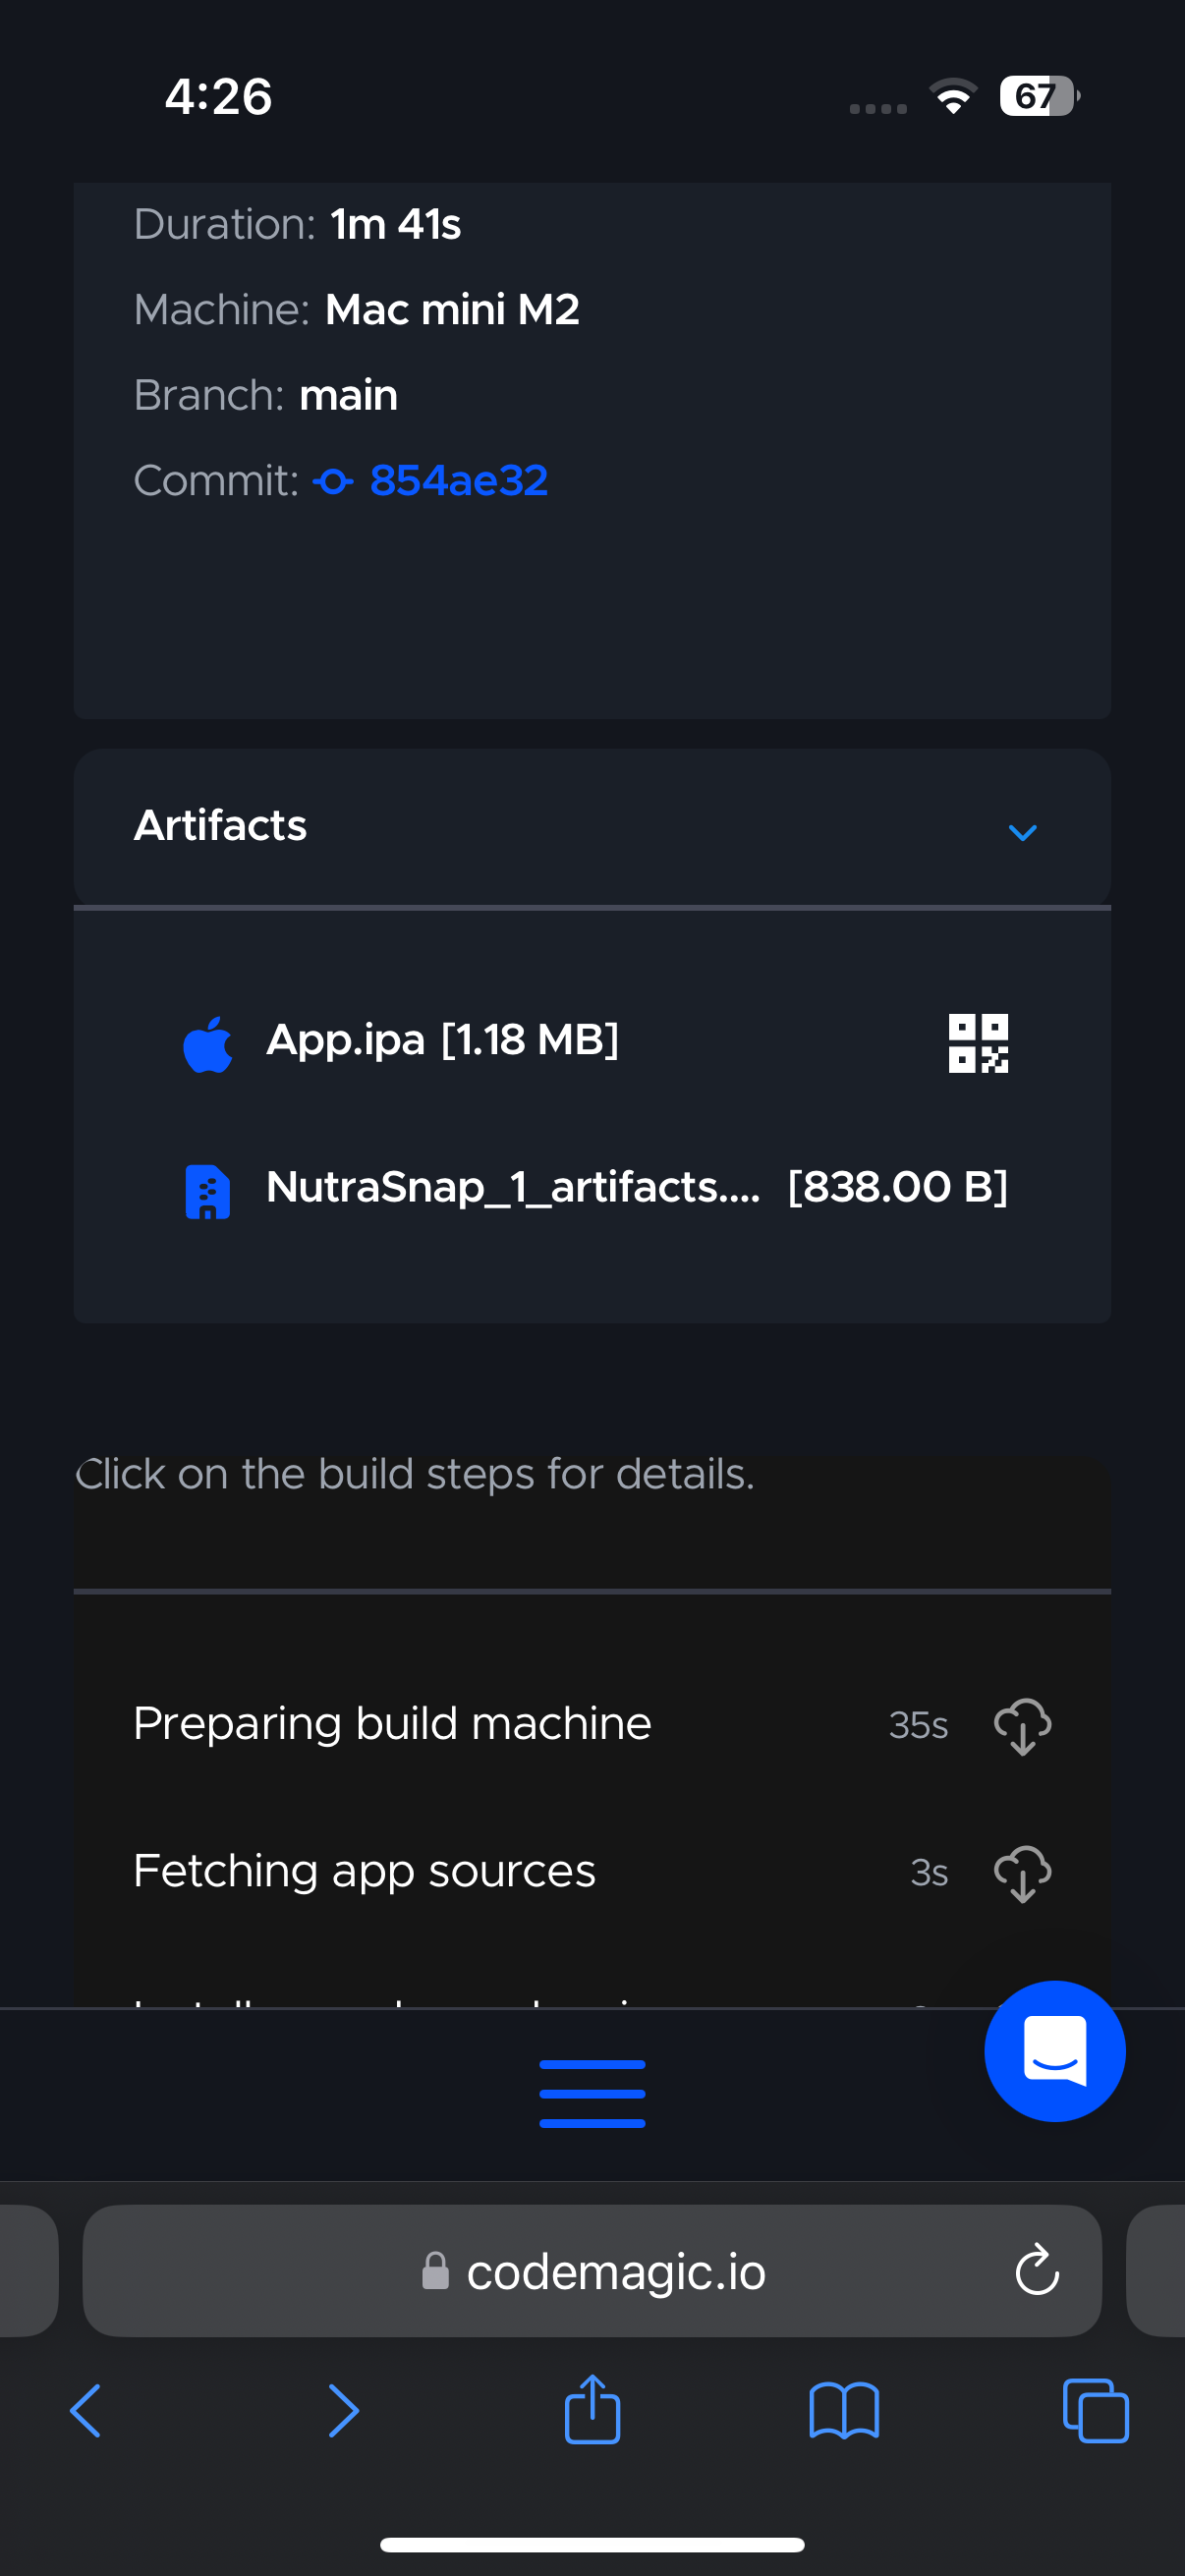 4:26
67
Duration: 1m 41s
Machine: Mac mini M2
Branch: main
Commit: 854ae32
Artifacts
App.ipa [1.18 MB]
NutraSnap_1_artifacts.... [838.00 B]
Click on the build steps for details.
Preparing build machine 35s
Fetching app sources 3s
codemagic.io